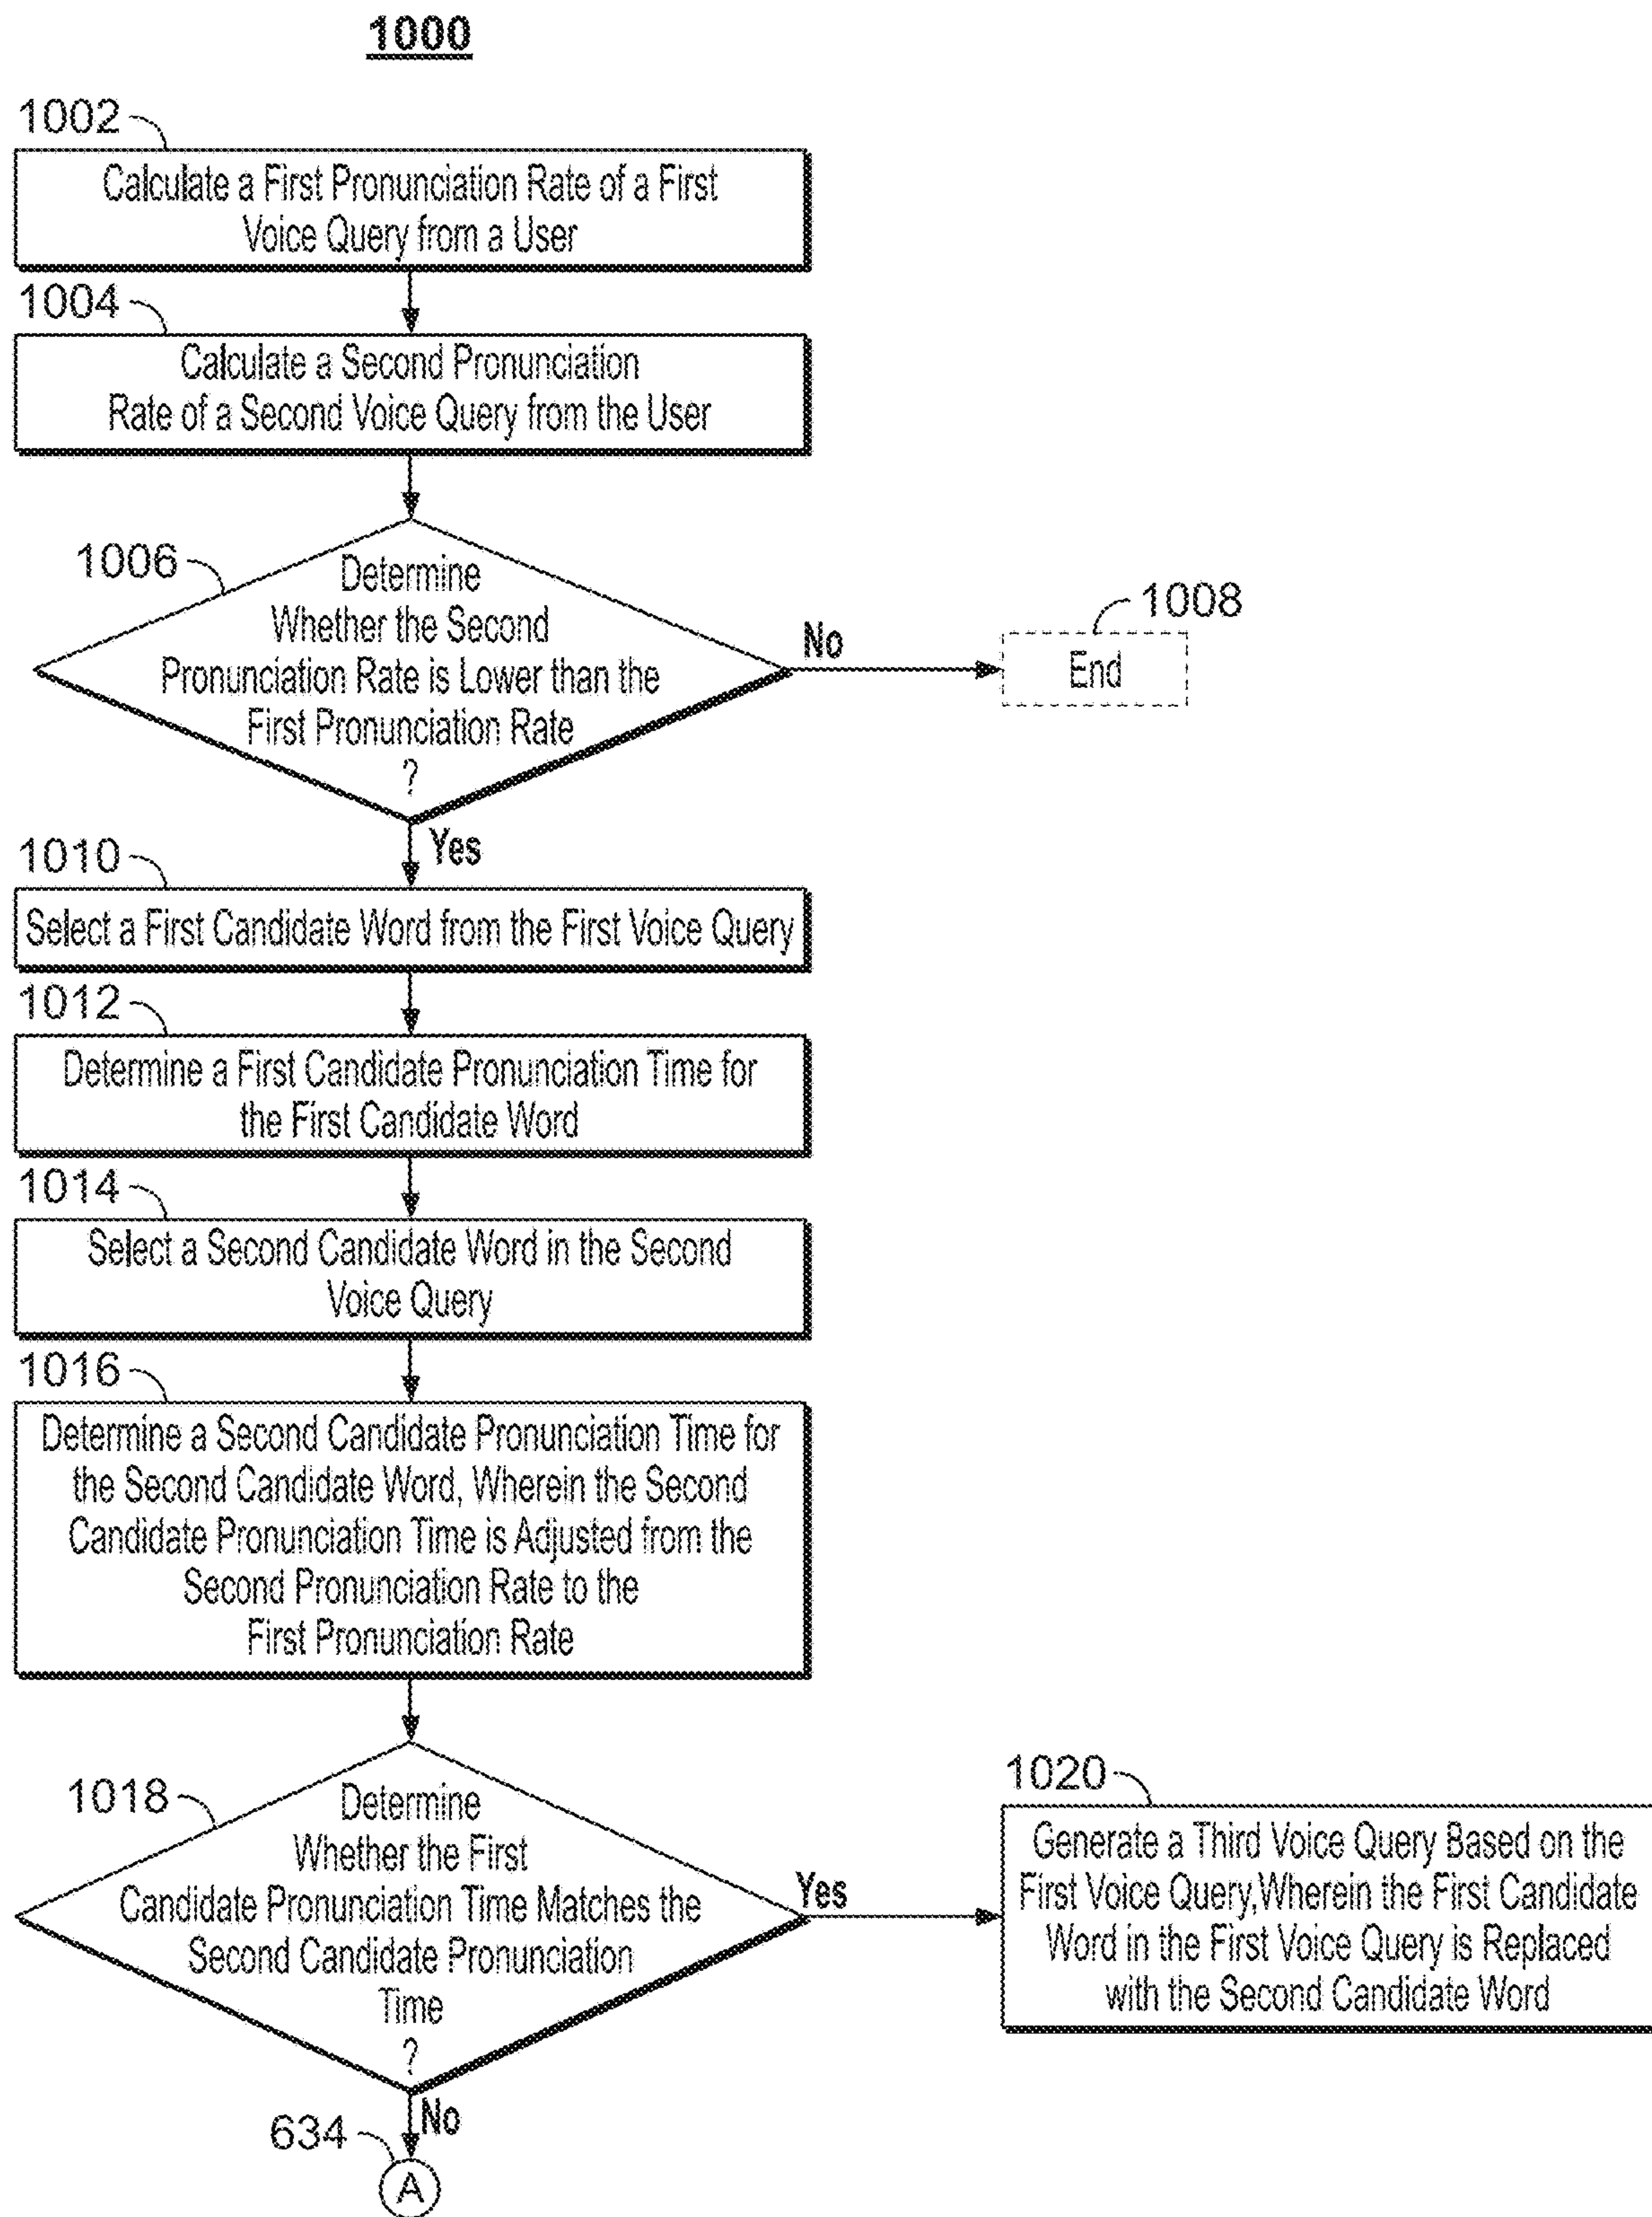 1000
1002
Calculate a First Pronunciation Rate of a First
Voice Query from a User
1004
Calculate a Second Pronunciation
Rate of a Second Voice Query from the User
1006
Determine
Whether the Second
Pronunciation Rate is Lower than the
First Pronunciation Rate
?
No
1008
End
Yes
1010
Select a First Candidate Word from the First Voice Query
1012
Determine a First Candidate Pronunciation Time for
the First Candidate Word
1014
Select a Second Candidate Word in the Second
Voice Query
1016
Determine a Second Candidate Pronunciation Time for
the Second Candidate Word, Wherein the Second
Candidate Pronunciation Time is Adjusted from the
Second Pronunciation Rate to the
First Pronunciation Rate
1018
Determine
Whether the First
Candidate Pronunciation Time Matches the
Second Candidate Pronunciation
Time
?
Yes
1020
Generate a Third Voice Query Based on the
First Voice Query,Wherein the First Candidate
Word in the First Voice Query is Replaced
with the Second Candidate Word
No
634
A